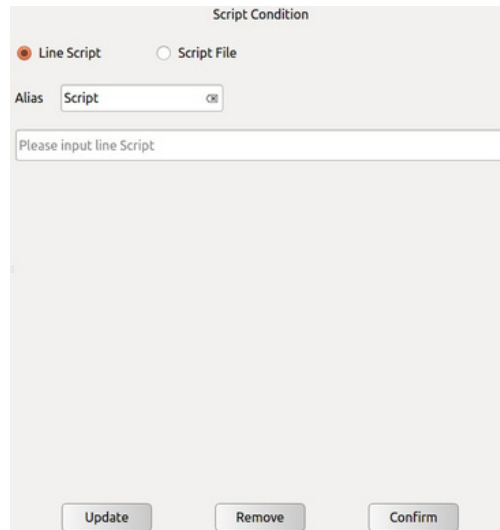 Script Condition
Line Script Script File
Alias Script
Please input line Script
Update Remove Confirm